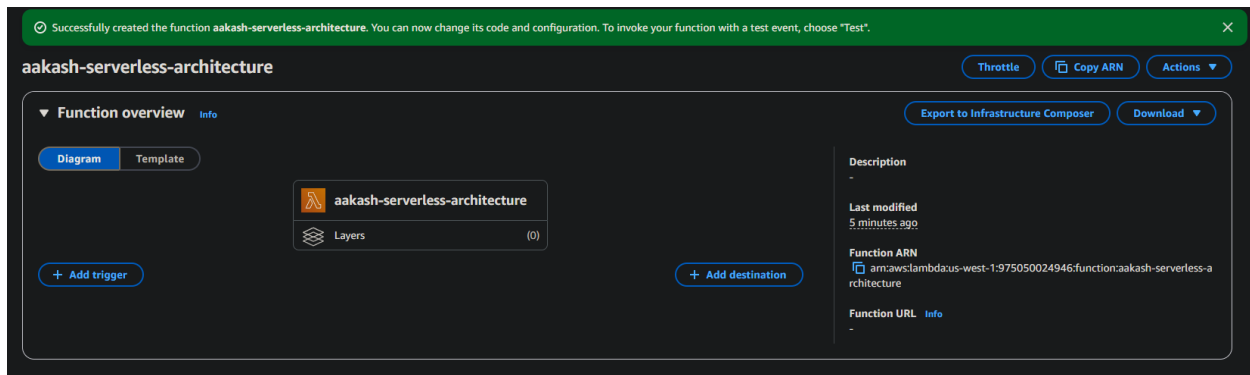 Successfully created the function aakash-serverless-architecture. You can now change its code and configuration. To invoke your function with a test event, choose "Test".
aakash-serverless-architecture
Throttle
Copy ARN
Actions
Function overview Info
Export to Infrastructure Composer
Download
Diagram
Template
aakash-serverless-architecture
Layers
(0)
+ Add trigger
+ Add destination
Description
-
Last modified
5 minutes ago
Function ARN
arn:aws:lambda:us-west-1:975050024946:function:aakash-serverless-a
rchitecture
Function URL Info
-